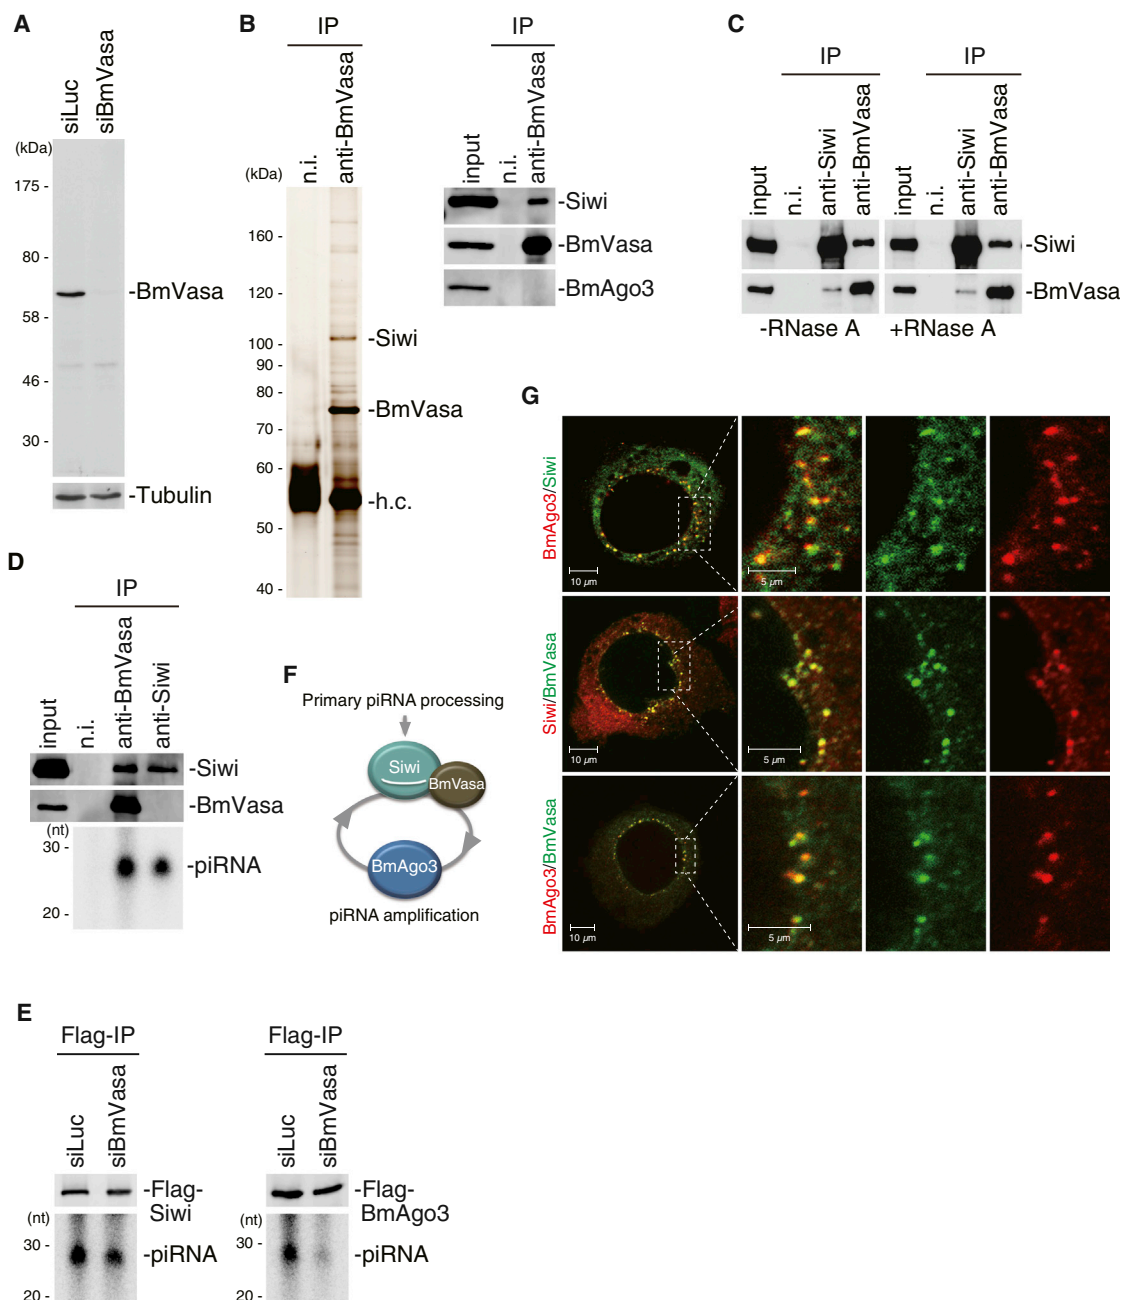 A
siLuc
siBmVasa
(kDa)
175 -
80 -
58 -
46 -
30 -
-BmVasa
-Tubulin
B
IP
n.i.
anti-BmVasa
(kDa)
160 -
120 -
100 -
90 -
80 -
70 -
60 -
50 -
40 -
-Siwi
-BmVasa
-h.c.
IP
input
n.i.
anti-BmVasa
-Siwi
-BmVasa
-BmAgo3
C
IP
IP
input
n.i.
anti-Siwi
anti-BmVasa
input
n.i.
anti-Siwi
anti-BmVasa
-Siwi
-BmVasa
-RNase A
+RNase A
D
IP
input
n.i.
anti-BmVasa
anti-Siwi
-Siwi
-BmVasa
(nt)
30 -
20 -
-piRNA
E
Flag-IP
siLuc
siBmVasa
-Flag-
Siwi
(nt)
30 -
20 -
-piRNA
Flag-IP
siLuc
siBmVasa
-Flag-
BmAgo3
(nt)
30 -
20 -
-piRNA
F
Primary piRNA processing
Siwi
BmVasa
BmAgo3
piRNA amplification
G
BmAgo3/Siwi
10 µm
5 µm
Siwi/BmVasa
10 µm
5 µm
BmAgo3/BmVasa
10 µm
5 µm